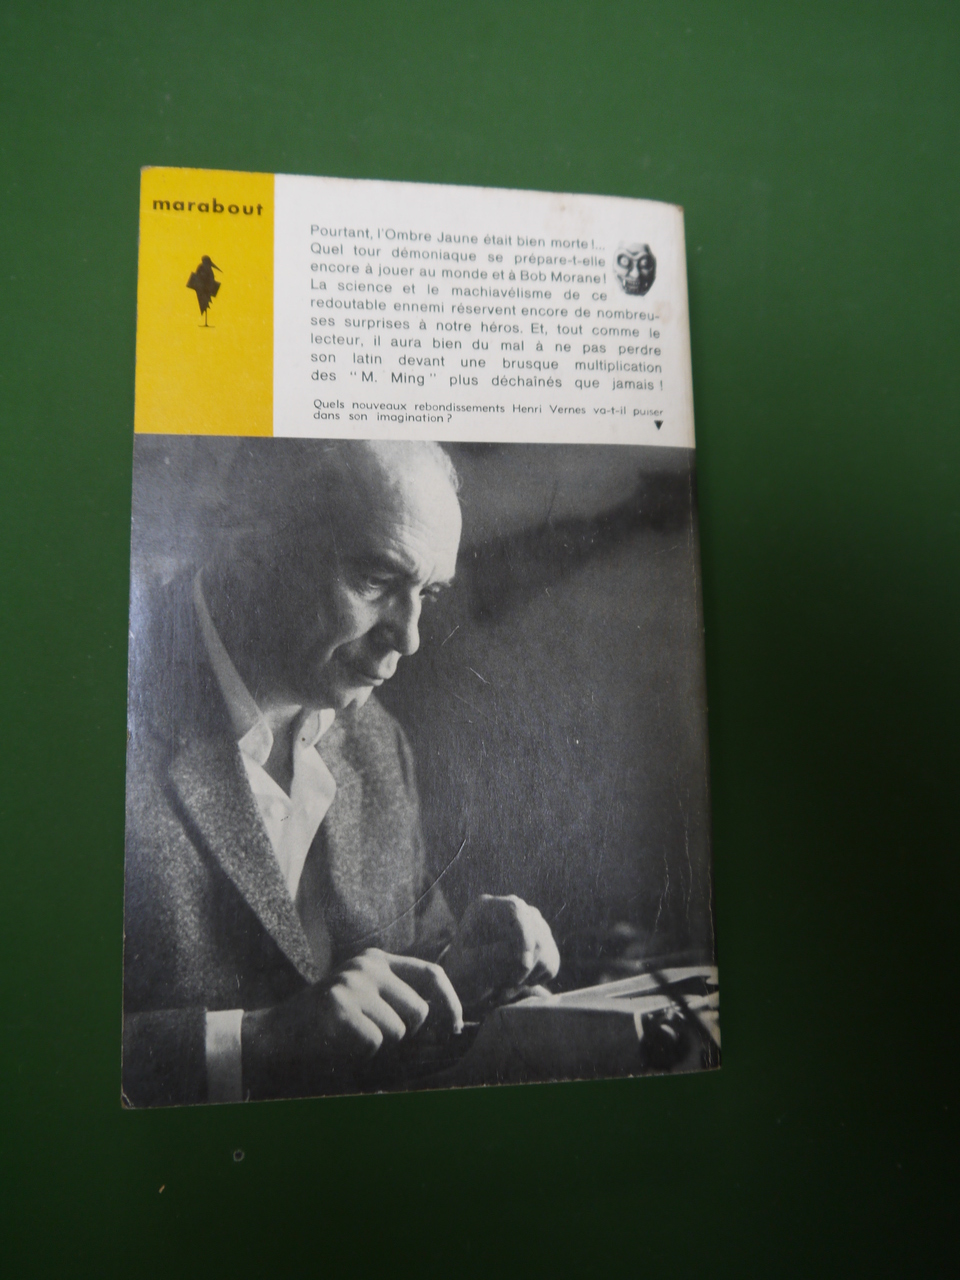 marabout
Pourtant, l'Ombre Jaune était bien morte !...
Quel tour démoniaque se prépare-t-elle
encore à jouer au monde et à Bob Morane !
La science et le machiavélisme de ce
redoutable ennemi réservent encore de nombreu-
ses surprises à notre héros. Et, tout comme le
lecteur, il aura bien du mal à ne pas perdre
son latin devant une brusque multiplication
des " M. Ming " plus déchaînés que jamais !
Quels nouveaux rebondissements Henri Vernes va-t-il puiser
dans son imagination ?